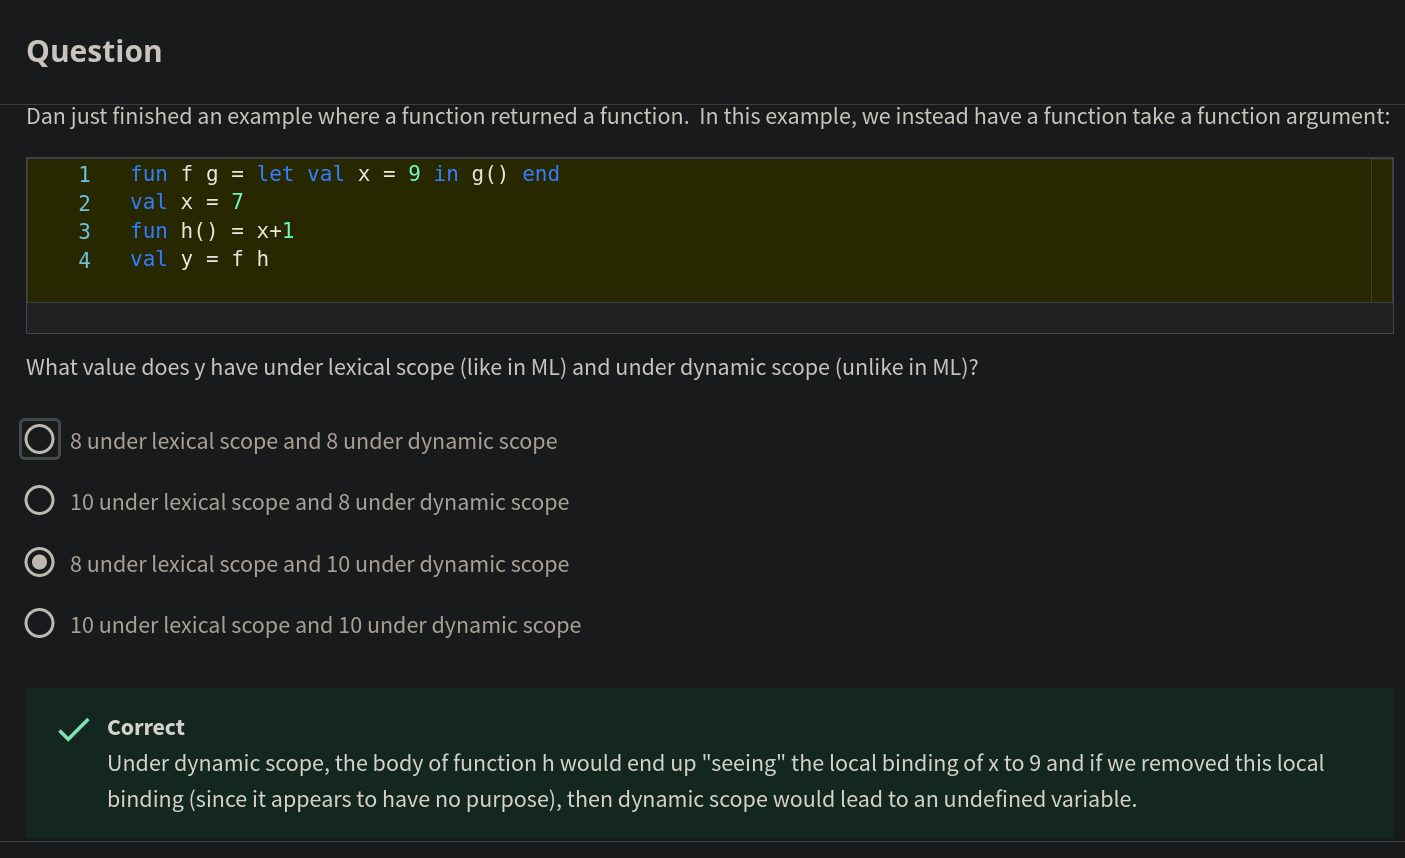 Question
Dan just finished an example where a function returned a function.  In this example, we instead have a function take a function argument:
1 fun f g = let val x = 9 in g() end
2 val x = 7
3 fun h() = x+1
4 val y = f h
What value does y have under lexical scope (like in ML) and under dynamic scope (unlike in ML)?
8 under lexical scope and 8 under dynamic scope
10 under lexical scope and 8 under dynamic scope
8 under lexical scope and 10 under dynamic scope
10 under lexical scope and 10 under dynamic scope
Correct
Under dynamic scope, the body of function h would end up "seeing" the local binding of x to 9 and if we removed this local
binding (since it appears to have no purpose), then dynamic scope would lead to an undefined variable.